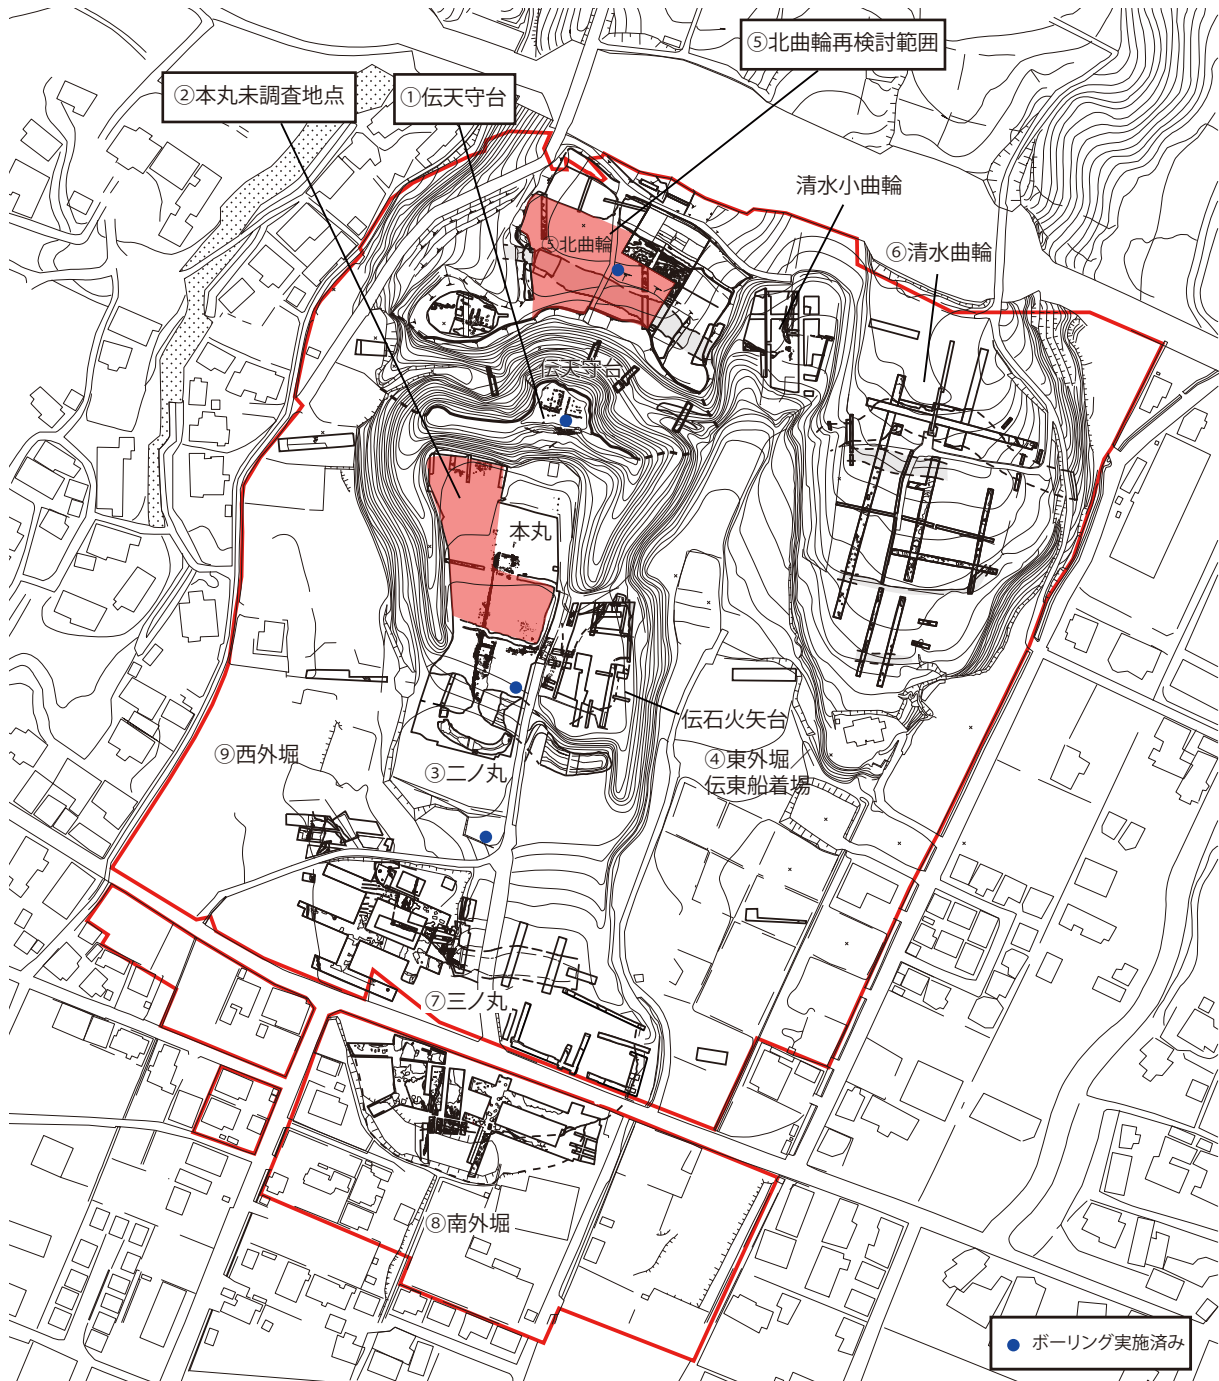 ⑤北曲輪再検討範囲
②本丸未調査地点
①伝天守台
清水小曲輪
⑤北曲輪
⑥清水曲輪
伝天守台
本丸
伝石火矢台
⑨西外堀
③二ノ丸
④東外堀
伝東船着場
⑦三ノ丸
⑧南外堀
ボーリング実施済み